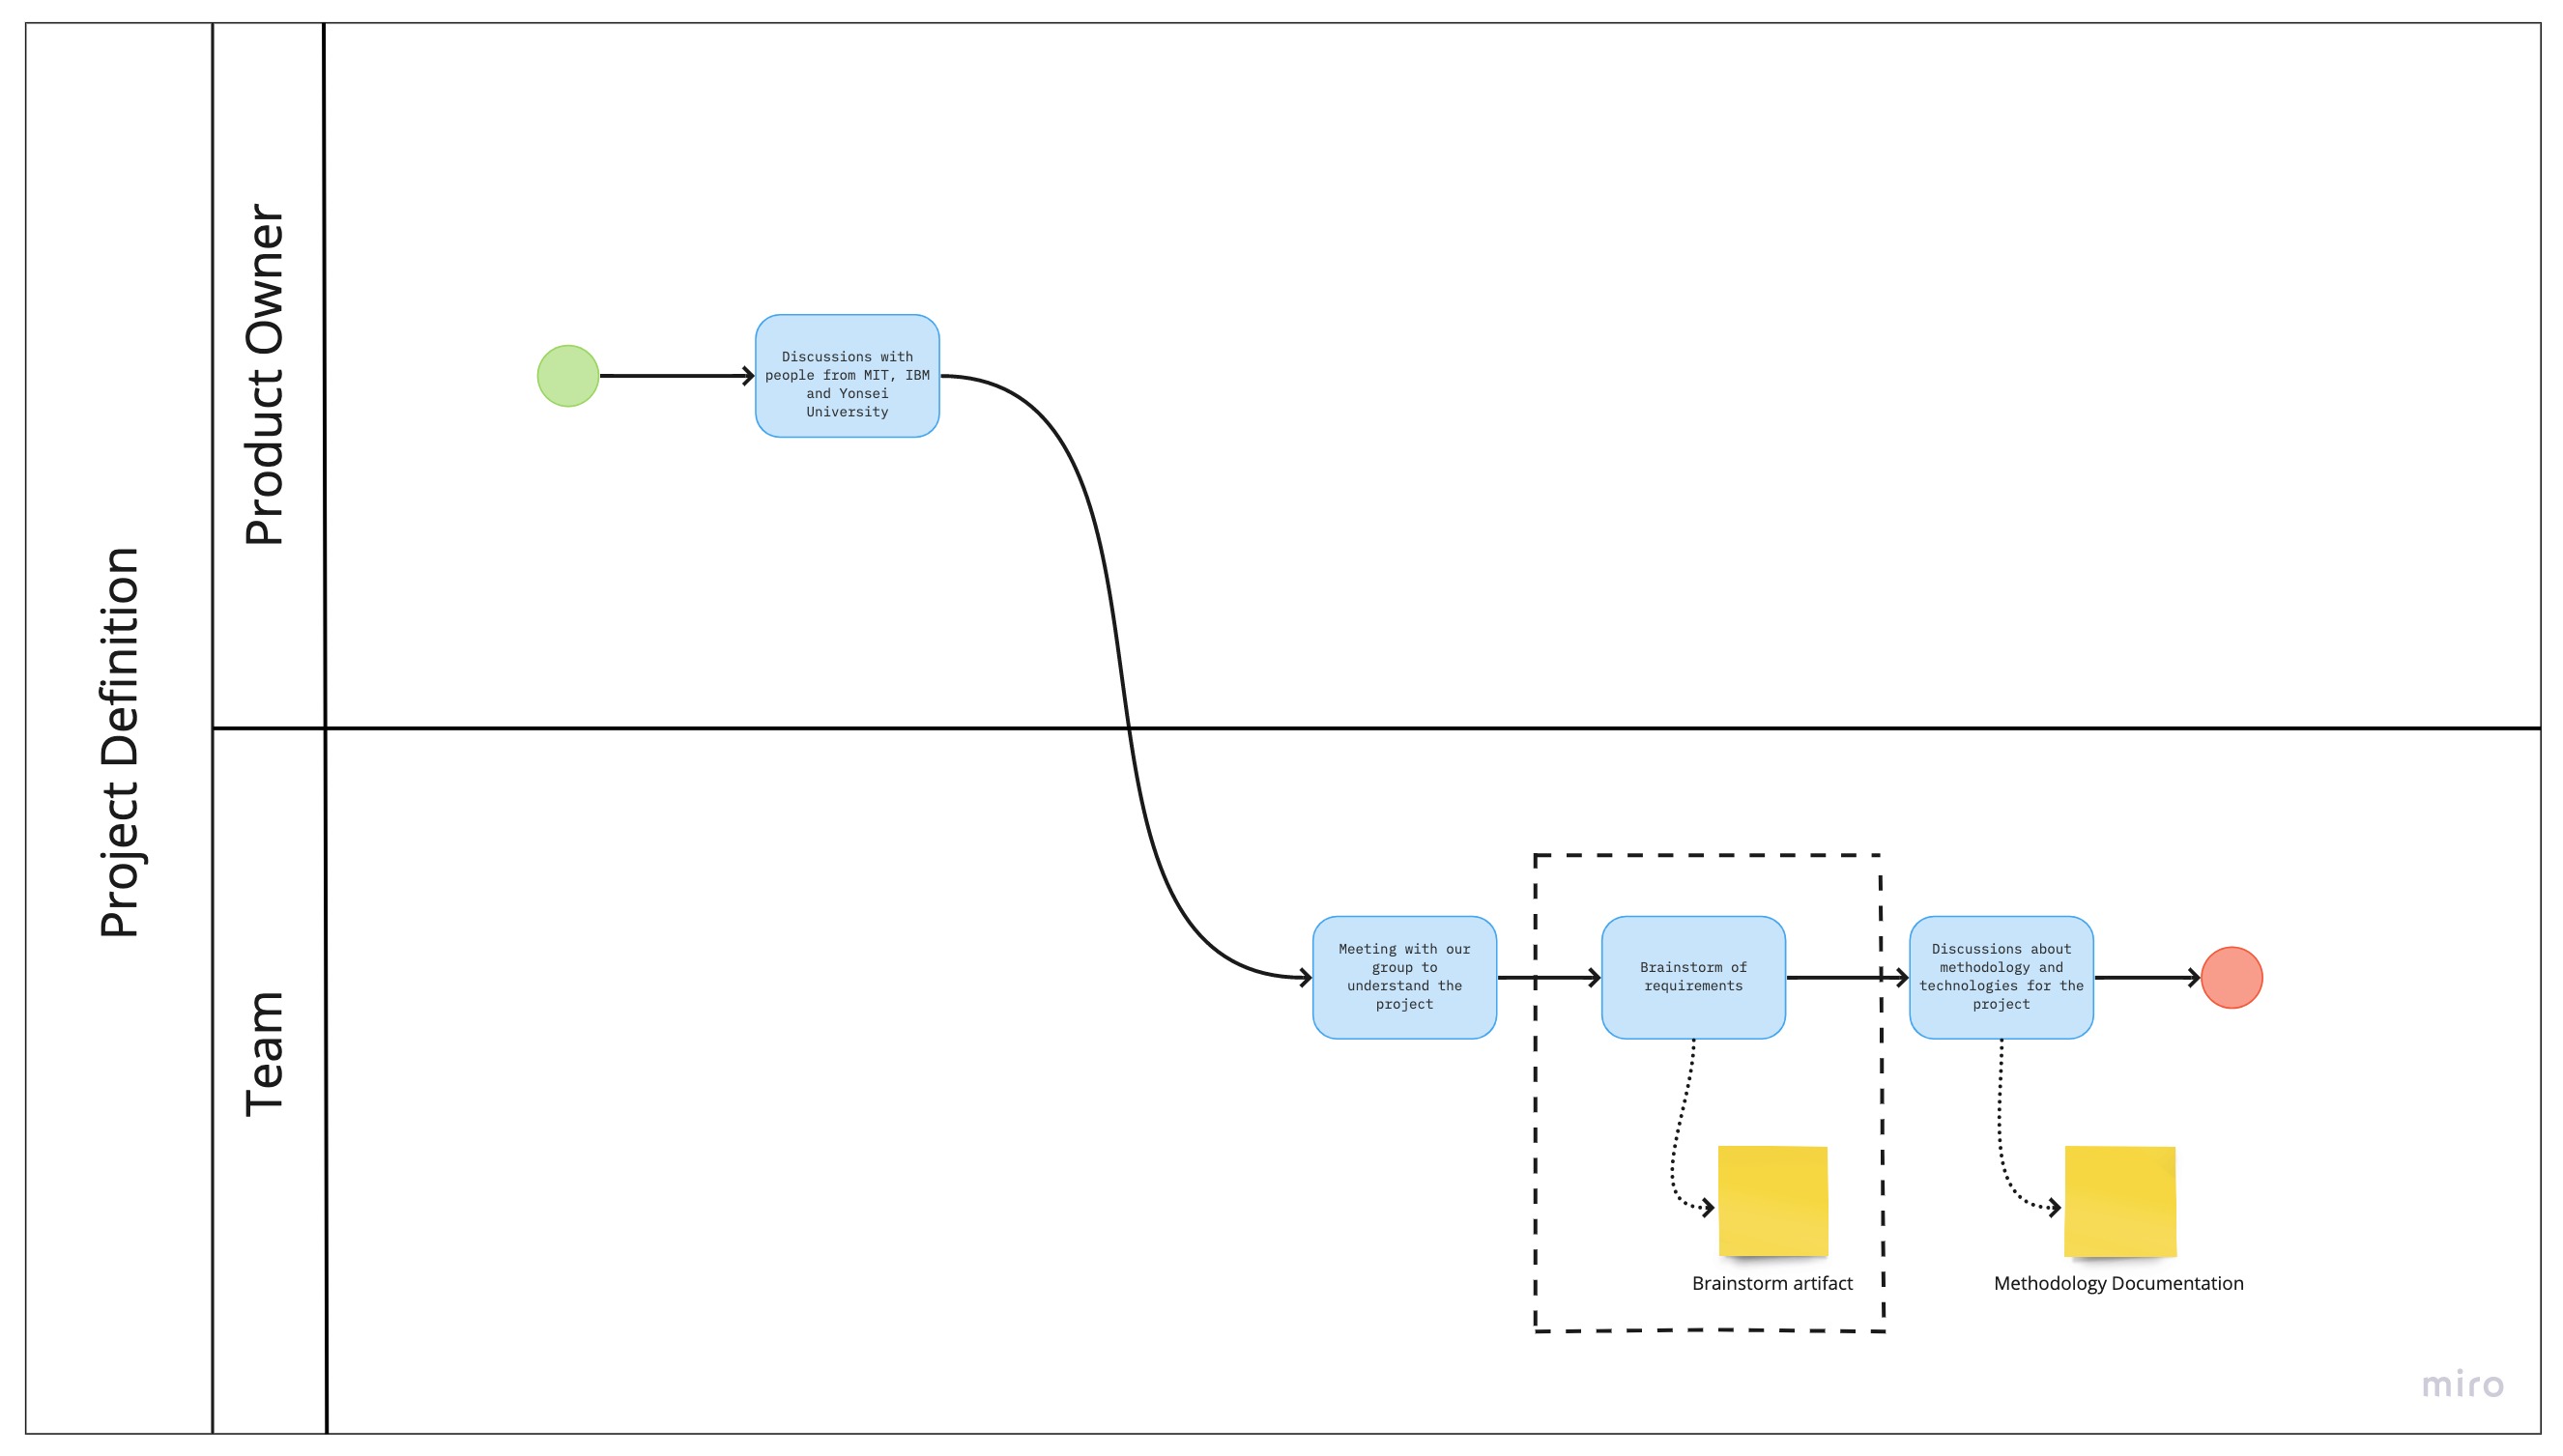 Project Definition
Product Owner
Discussions with
people from MIT, IBM
and Yonsei
University
Team
Meeting with our
group to
understand the
project
Brainstorm of
requirements
Discussions about
methodology and
technologies for the
project
Brainstorm artifact
Methodology Documentation
miro